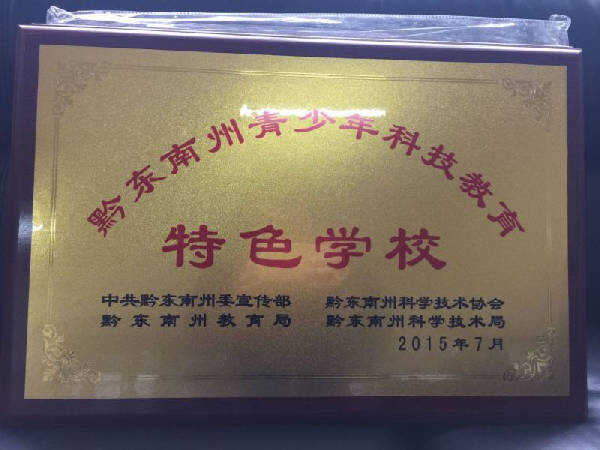 黔东南州青少年科技教育
特色学校
中共黔东南州委宣传部 黔东南州科学技术协会
黔东南州教育局 黔东南州科学技术局
2015年7月